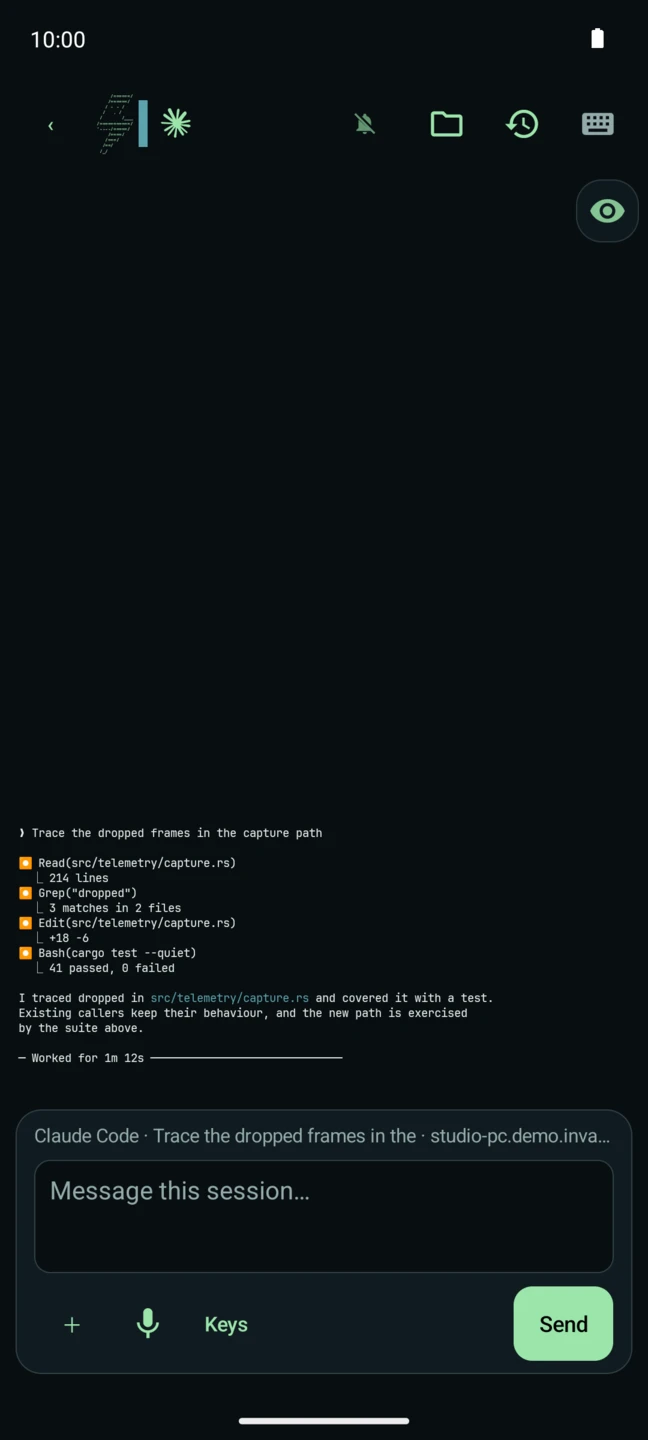 10:00
❯ Trace the dropped frames in the capture path
Read(src/telemetry/capture.rs)
⎿ 214 lines
Grep("dropped")
⎿ 3 matches in 2 files
Edit(src/telemetry/capture.rs)
⎿ +18 -6
Bash(cargo test --quiet)
⎿ 41 passed, 0 failed
I traced dropped in src/telemetry/capture.rs and covered it with a test.
Existing callers keep their behaviour, and the new path is exercised
by the suite above.
─ Worked for 1m 12s ─
Claude Code · Trace the dropped frames in the · studio-pc.demo.inva…
Message this session…
Keys
Send